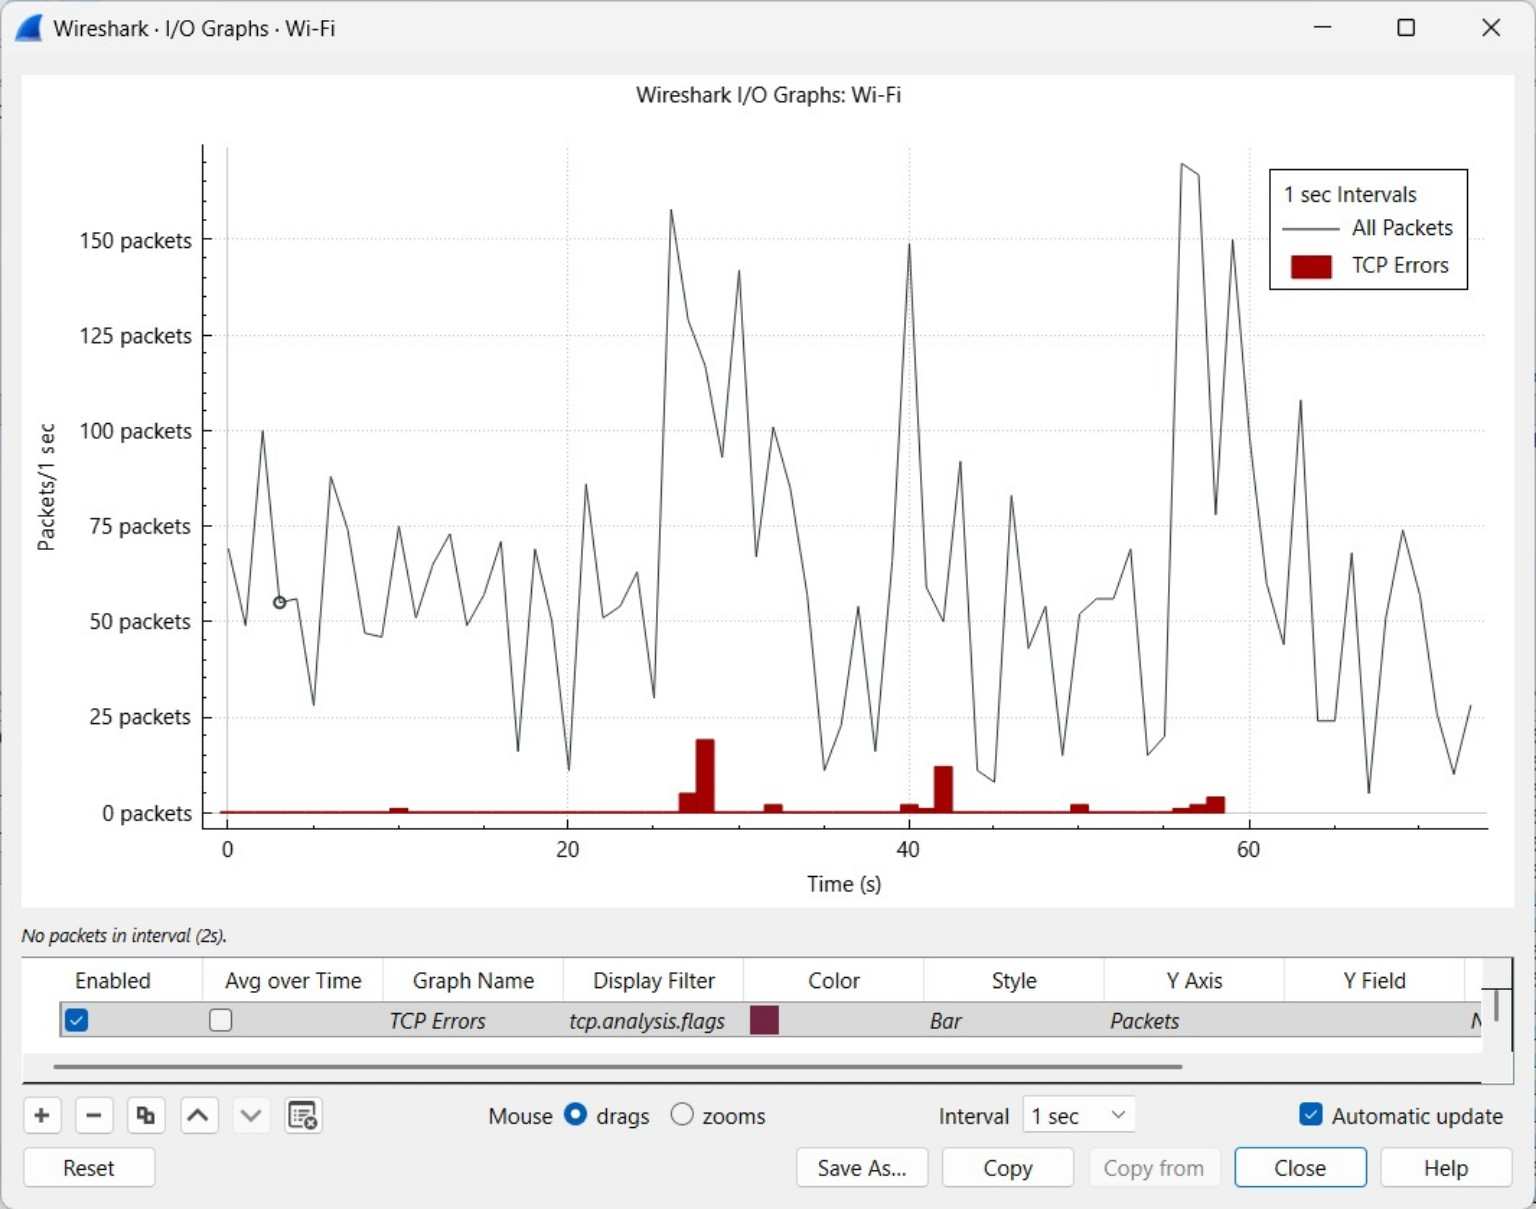 Wireshark · I/O Graphs · Wi-Fi
Wireshark I/O Graphs: Wi-Fi
1 sec Intervals
All Packets
TCP Errors
150 packets
125 packets
100 packets
75 packets
50 packets
25 packets
0 packets
Packets/1 sec
0 20 40 60
Time (s)
No packets in interval (2s).
Enabled Avg over Time Graph Name Display Filter Color Style Y Axis Y Field
TCP Errors tcp.analysis.flags Bar Packets
Mouse drags zooms Interval 1 sec Automatic update
Reset Save As... Copy Copy from Close Help